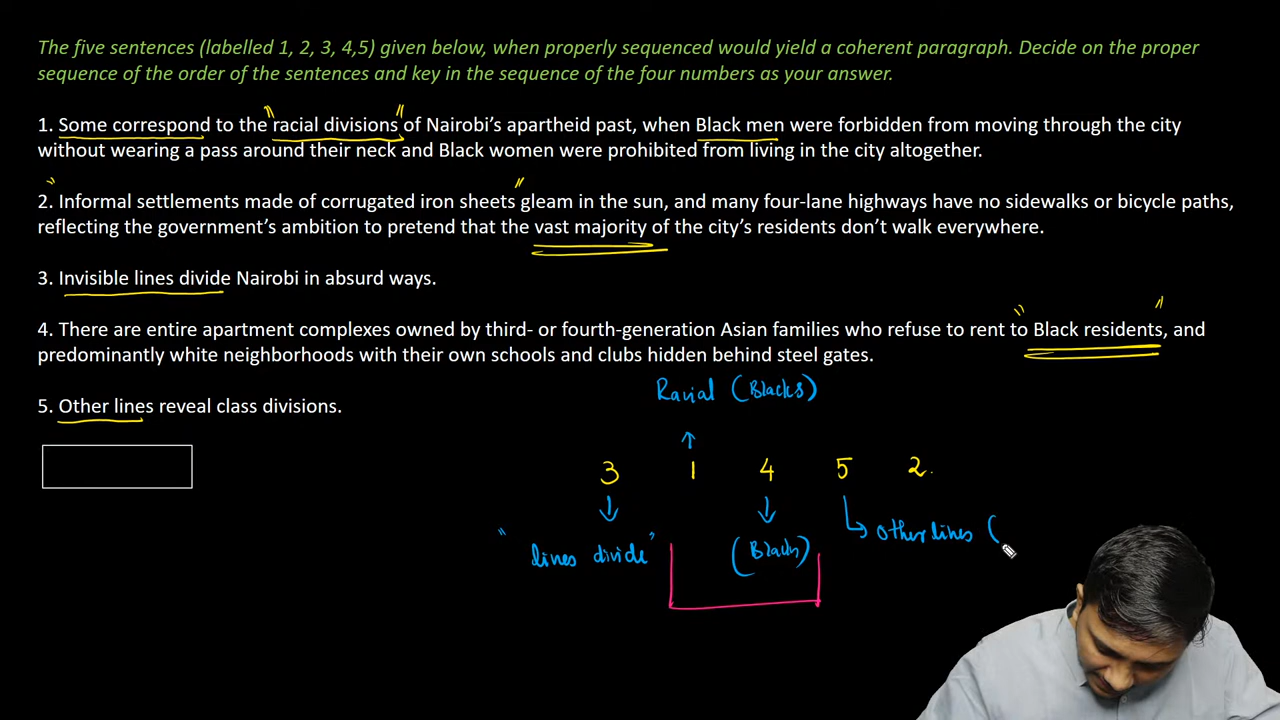 The five sentences (labelled 1, 2, 3, 4,5) given below, when properly sequenced would yield a coherent paragraph. Decide on the proper
sequence of the order of the sentences and key in the sequence of the four numbers as your answer.
1. Some correspond to the "racial divisions" of Nairobi's apartheid past, when Black men were forbidden from moving through the city
without wearing a pass around their neck and Black women were prohibited from living in the city altogether.
2. "Informal settlements made of corrugated iron sheets" gleam in the sun, and many four-lane highways have no sidewalks or bicycle paths,
reflecting the government's ambition to pretend that the vast majority of the city's residents don't walk everywhere.
3. Invisible lines divide Nairobi in absurd ways.
4. There are entire apartment complexes owned by third- or fourth-generation Asian families who refuse to rent to "Black residents", and
predominantly white neighborhoods with their own schools and clubs hidden behind steel gates.
5. Other lines reveal class divisions.
Racial (Blacks)
3 1 4 5 2.
"lines divide" (Blacks) Other lines (